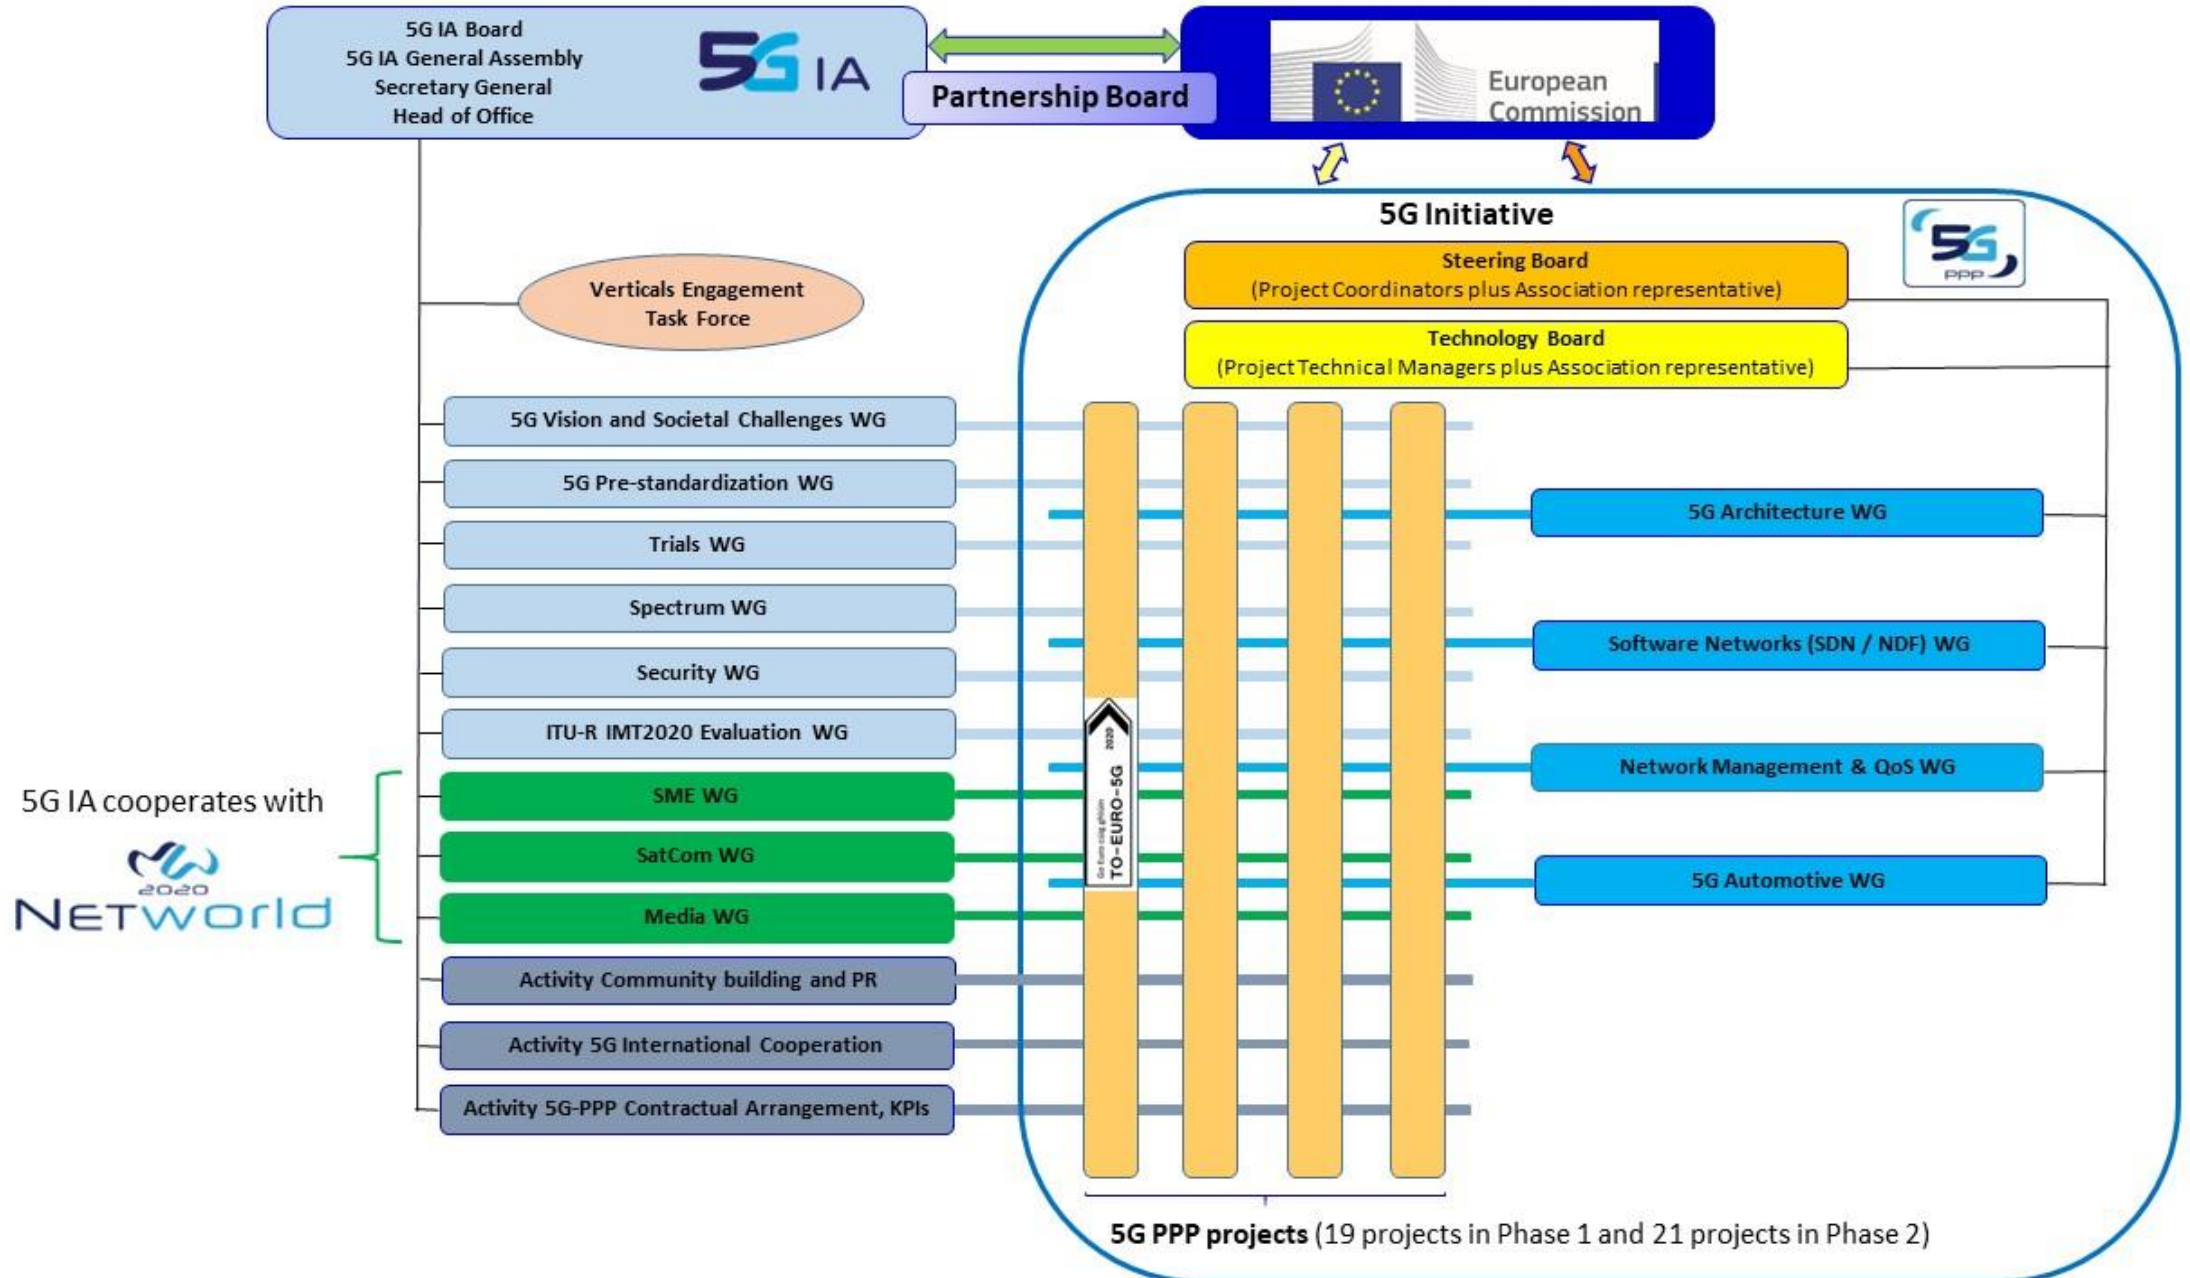 5G IA Board
5G IA General Assembly
Secretary General
Head of Office
5G IA
Partnership Board
European
Commission
5G Initiative
5G
PPP
Steering Board
(Project Coordinators plus Association representative)
Technology Board
(Project Technical Managers plus Association representative)
Verticals Engagement
Task Force
5G Vision and Societal Challenges WG
5G Pre-standardization WG
Trials WG
Spectrum WG
Security WG
ITU-R IMT2020 Evaluation WG
SME WG
SatCom WG
Media WG
Activity Community building and PR
Activity 5G International Cooperation
Activity 5G-PPP Contractual Arrangement, KPIs
5G IA cooperates with
2020
NETWorld
2020
TO-EURO-5G
5G Architecture WG
Software Networks (SDN / NDF) WG
Network Management & QoS WG
5G Automotive WG
5G PPP projects (19 projects in Phase 1 and 21 projects in Phase 2)